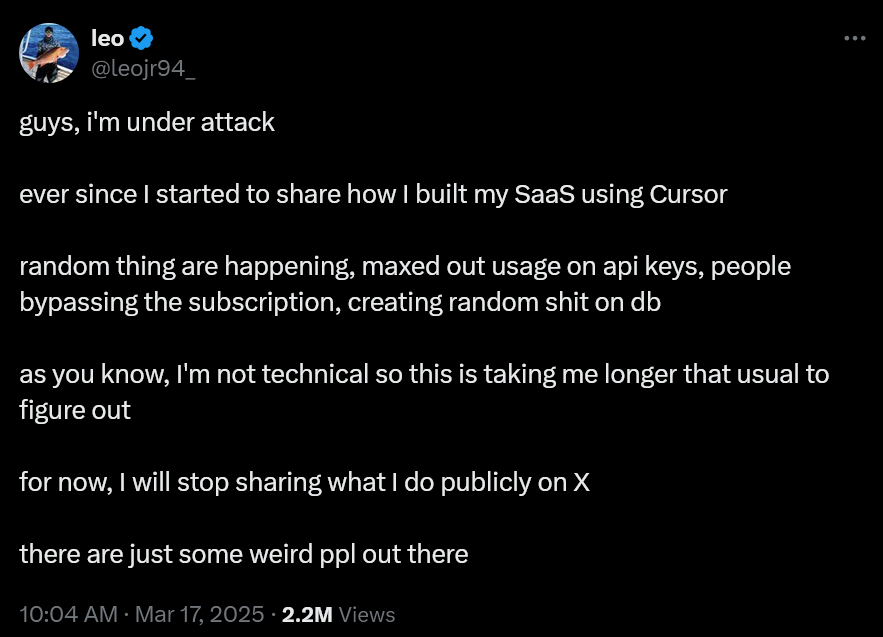 leo
@leojr94_
guys, i'm under attack
ever since I started to share how I built my SaaS using Cursor
random thing are happening, maxed out usage on api keys, people
bypassing the subscription, creating random shit on db
as you know, I'm not technical so this is taking me longer that usual to
figure out
for now, I will stop sharing what I do publicly on X
there are just some weird ppl out there
10:04 AM · Mar 17, 2025 · 2.2M Views